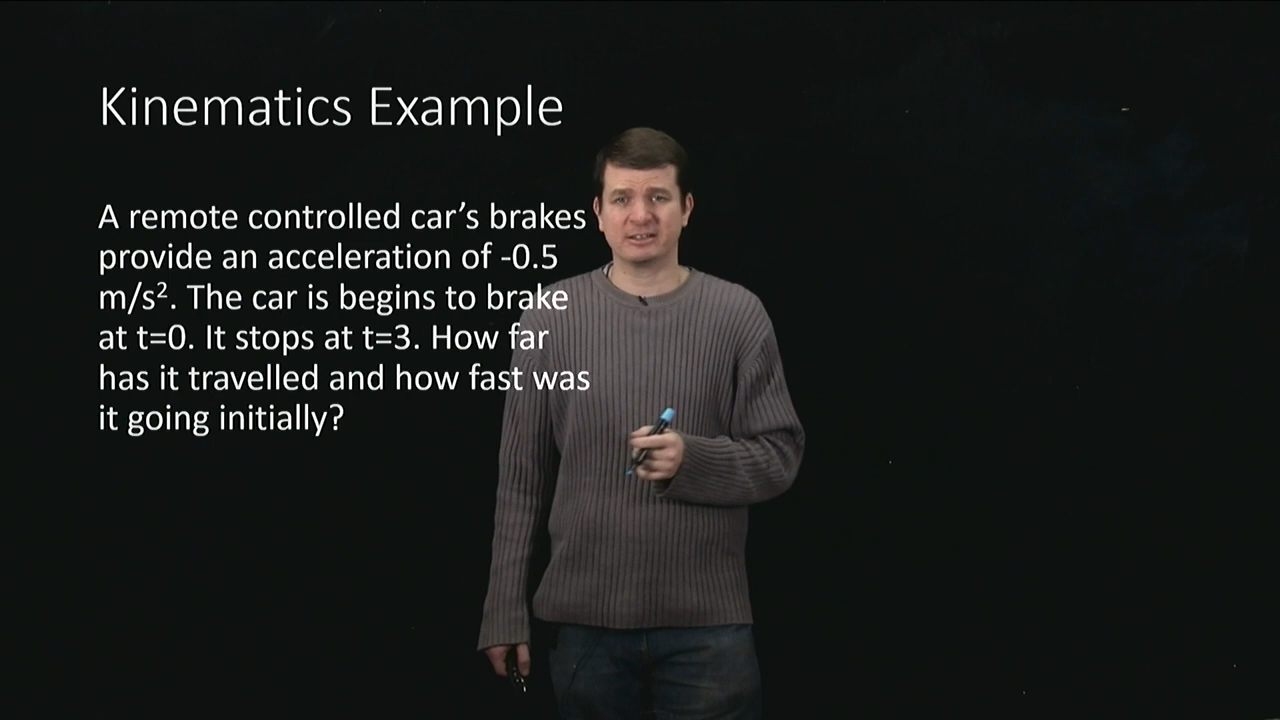 Kinematics Example
A remote controlled car’s brakes
provide an acceleration of -0.5
m/s². The car is begins to brake
at t=0. It stops at t=3. How far
has it travelled and how fast was
it going initially?